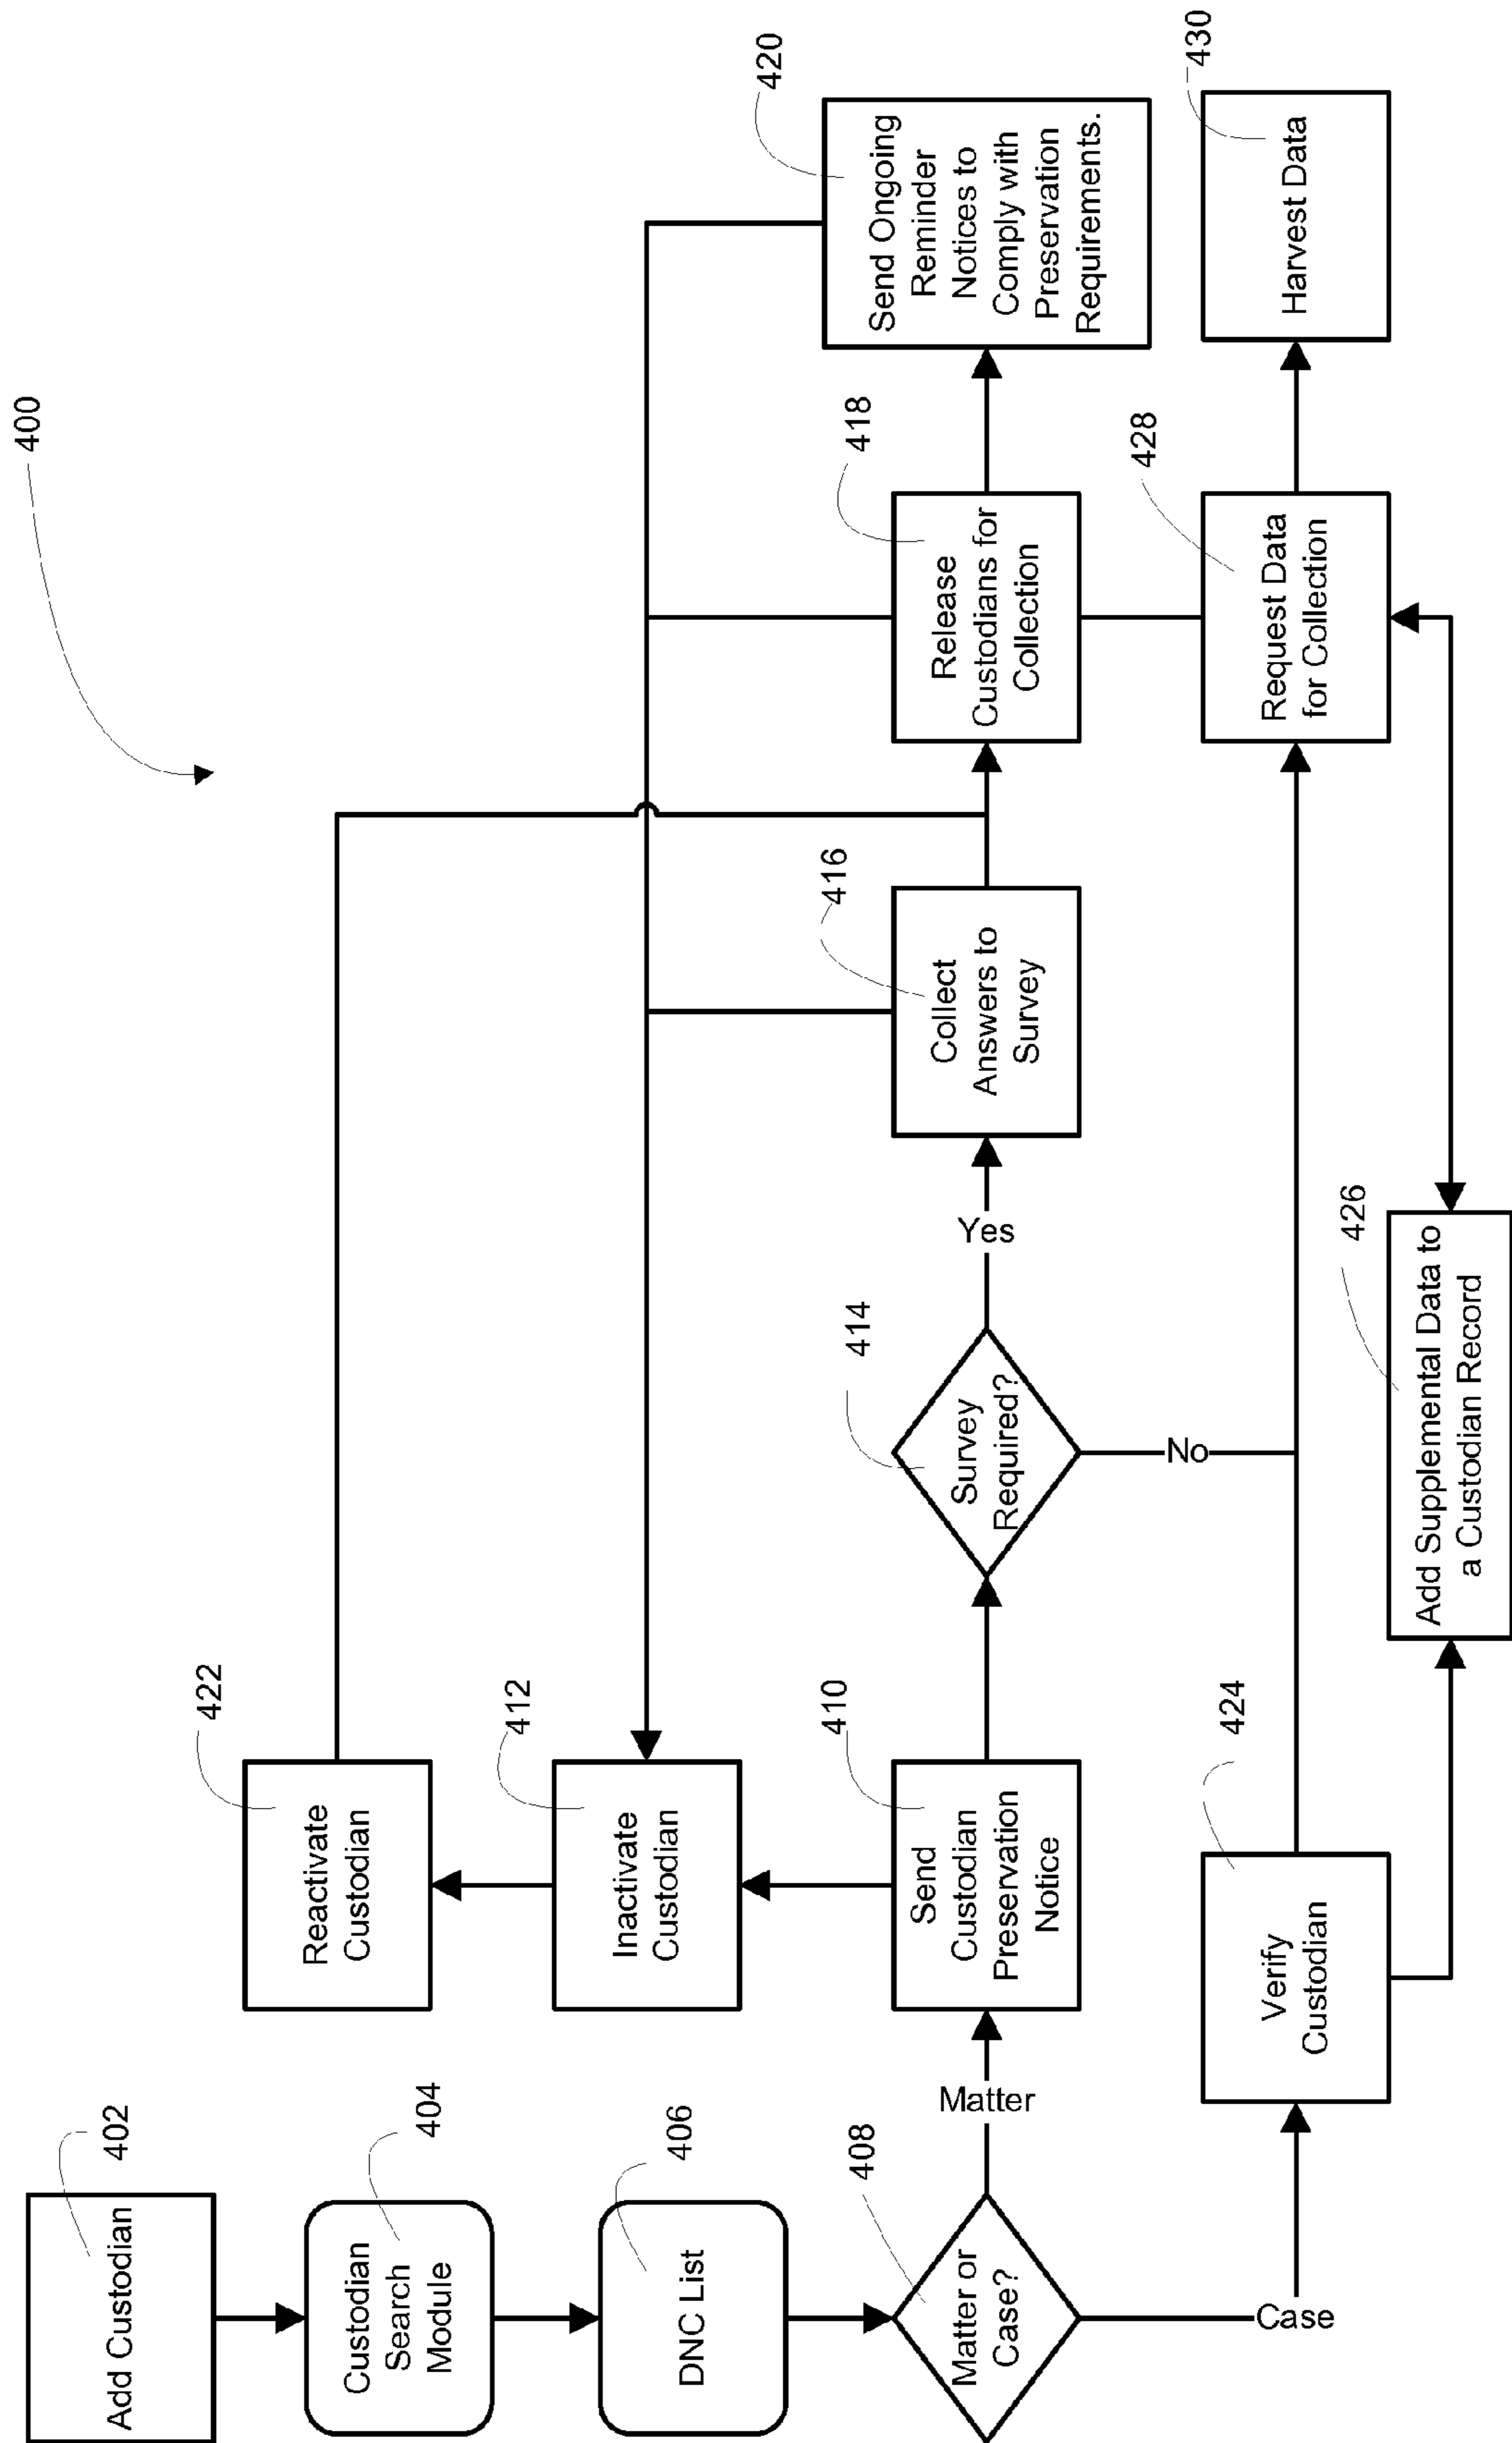 400
402
Add Custodian
404
Custodian
Search
Module
406
DNC List
408
Matter or
Case?
Matter
Case
422
Reactivate
Custodian
412
Inactivate
Custodian
410
Send
Custodian
Preservation
Notice
414
Survey
Required?
Yes
No
416
Collect
Answers to
Survey
418
Release
Custodians for
Collection
420
Send Ongoing
Reminder
Notices to
Comply with
Preservation
Requirements.
424
Verify
Custodian
426
Add Supplemental Data to
a Custodian Record
428
Request Data
for Collection
430
Harvest Data